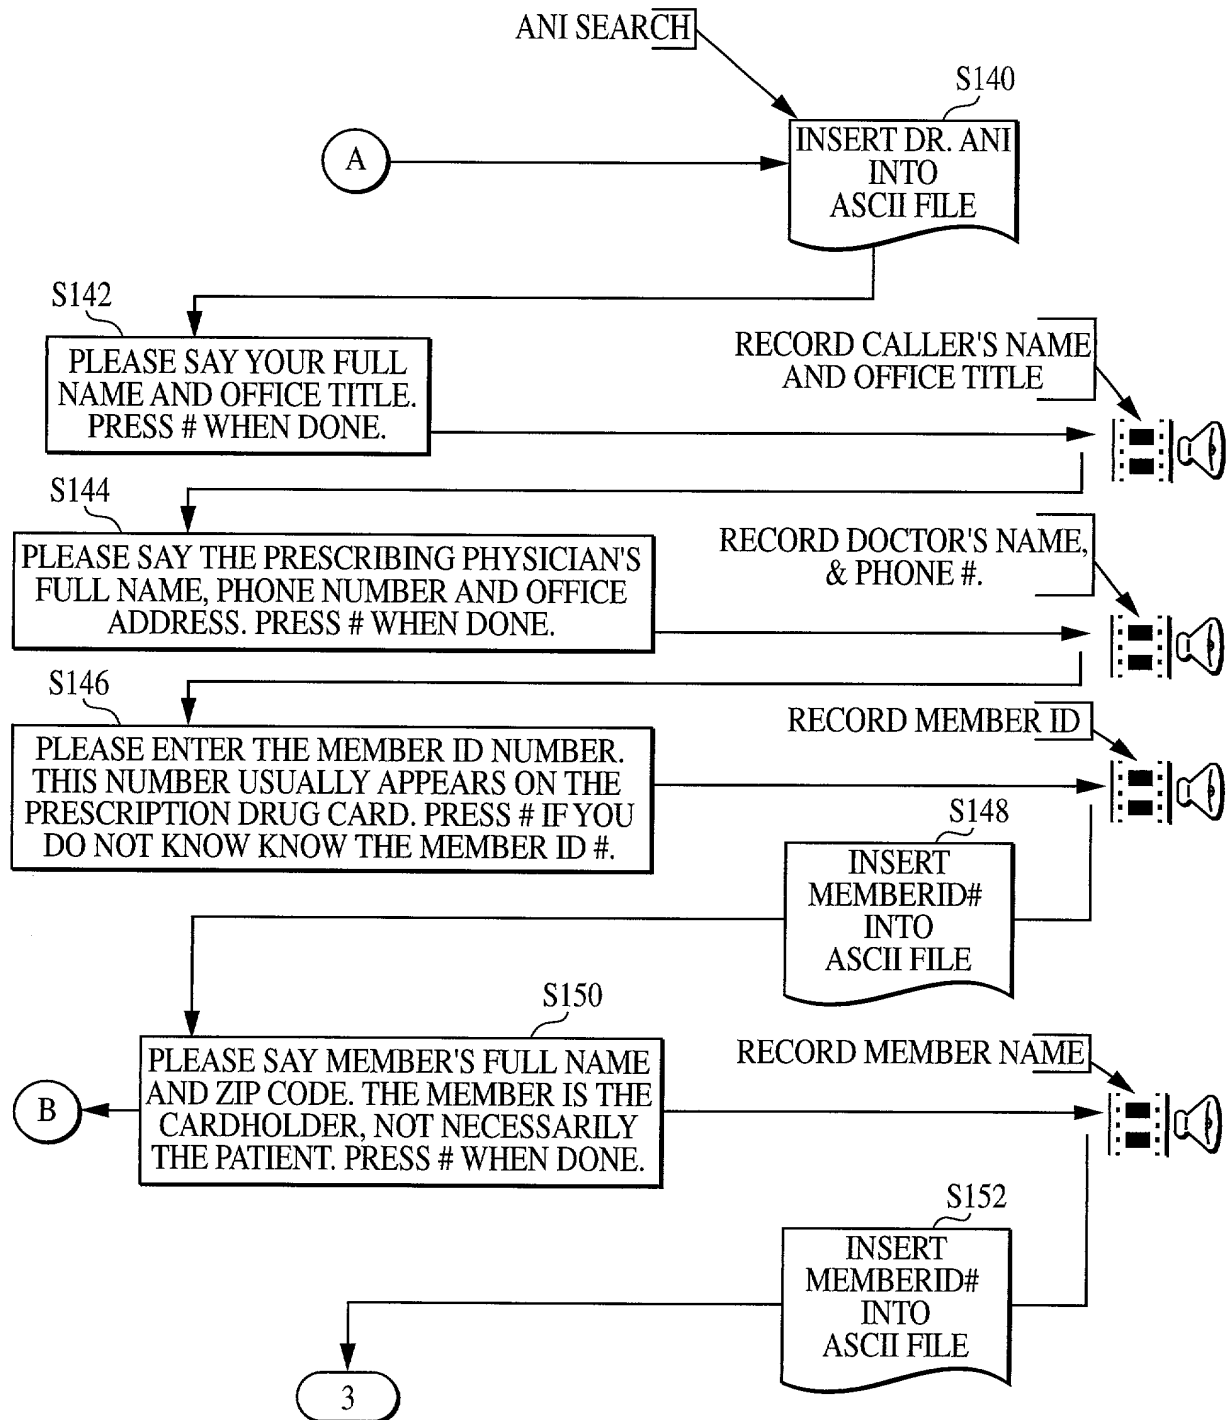 ANI SEARCH
S140
A
INSERT DR. ANI
INTO
ASCII FILE
S142
PLEASE SAY YOUR FULL
NAME AND OFFICE TITLE.
PRESS # WHEN DONE.
RECORD CALLER'S NAME
AND OFFICE TITLE
S144
PLEASE SAY THE PRESCRIBING PHYSICIAN'S
FULL NAME, PHONE NUMBER AND OFFICE
ADDRESS. PRESS # WHEN DONE.
RECORD DOCTOR'S NAME,
& PHONE #.
S146
PLEASE ENTER THE MEMBER ID NUMBER.
THIS NUMBER USUALLY APPEARS ON THE
PRESCRIPTION DRUG CARD. PRESS # IF YOU
DO NOT KNOW KNOW THE MEMBER ID #.
RECORD MEMBER ID
S148
INSERT
MEMBERID#
INTO
ASCII FILE
S150
PLEASE SAY MEMBER'S FULL NAME
AND ZIP CODE. THE MEMBER IS THE
CARDHOLDER, NOT NECESSARILY
THE PATIENT. PRESS # WHEN DONE.
B
RECORD MEMBER NAME
S152
INSERT
MEMBERID#
INTO
ASCII FILE
3